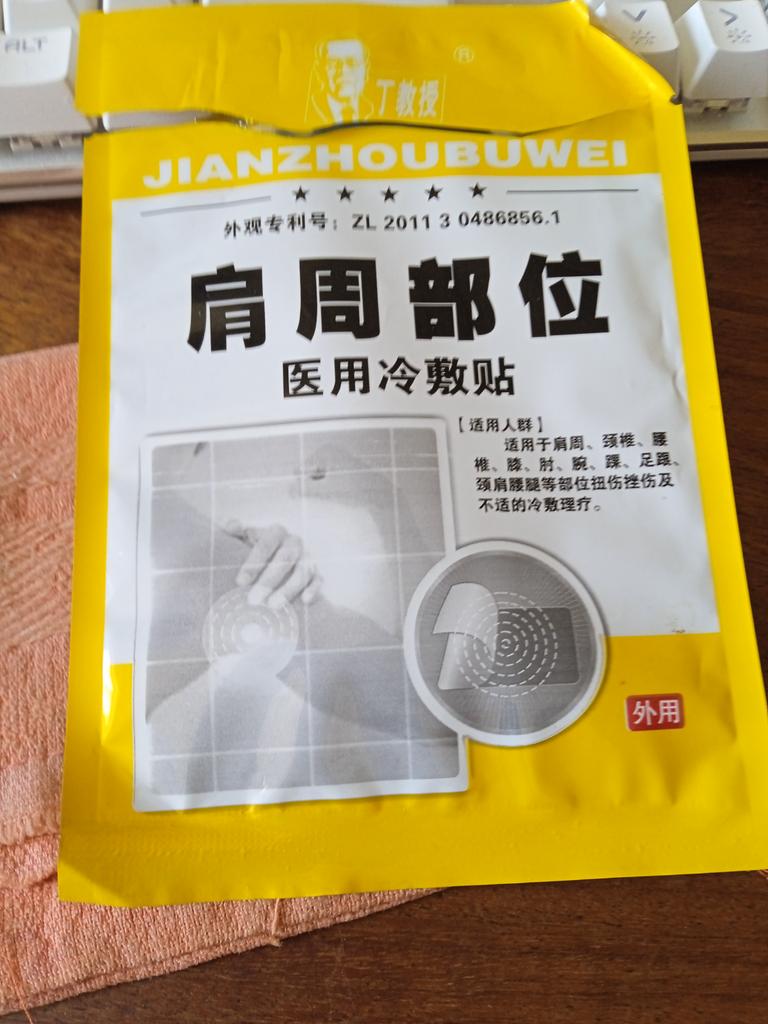 ALT
丁教授
®
JIANZHOUBUWEI
★ ★ ★ ★ ★
外观专利号：ZL 2011 3 0486856.1
肩周部位
医用冷敷贴
【适用人群】
适用于肩周、颈椎、腰
椎、膝、肘、腕、踝、足跟、
颈肩腰腿等部位扭伤挫伤及
不适的冷敷理疗。
外用